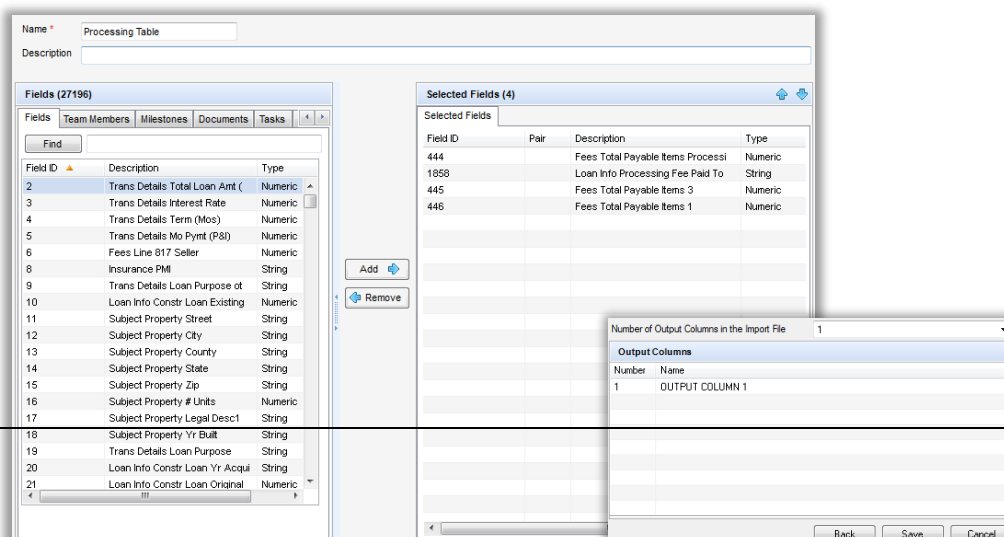 Name * Processing Table
Description
Fields (27196)
Fields Team Members Milestones Documents Tasks
Find
Field ID Description Type
2 Trans Details Total Loan Amt ( Numeric
3 Trans Details Interest Rate Numeric
4 Trans Details Term (Mos) Numeric
5 Trans Details Mo Pymt (P&I) Numeric
6 Fees Line 817 Seller Numeric
8 Insurance PMI String
9 Trans Details Loan Purpose ot String
10 Loan Info Constr Loan Existing Numeric
11 Subject Property Street String
12 Subject Property City String
13 Subject Property County String
14 Subject Property State String
15 Subject Property Zip String
16 Subject Property # Units Numeric
17 Subject Property Legal Desc1 String
18 Subject Property Yr Built String
19 Trans Details Loan Purpose String
20 Loan Info Constr Loan Yr Acqui String
21 Loan Info Constr Loan Original Numeric
Add
Remove
Selected Fields (4)
Selected Fields
Field ID Pair Description Type
444 Fees Total Payable Items Processi Numeric
1858 Loan Info Processing Fee Paid To String
445 Fees Total Payable Items 3 Numeric
446 Fees Total Payable Items 1 Numeric
Number of Output Columns in the Import File 1
Output Columns
Number Name
1 OUTPUT COLUMN 1
Back Save Cancel